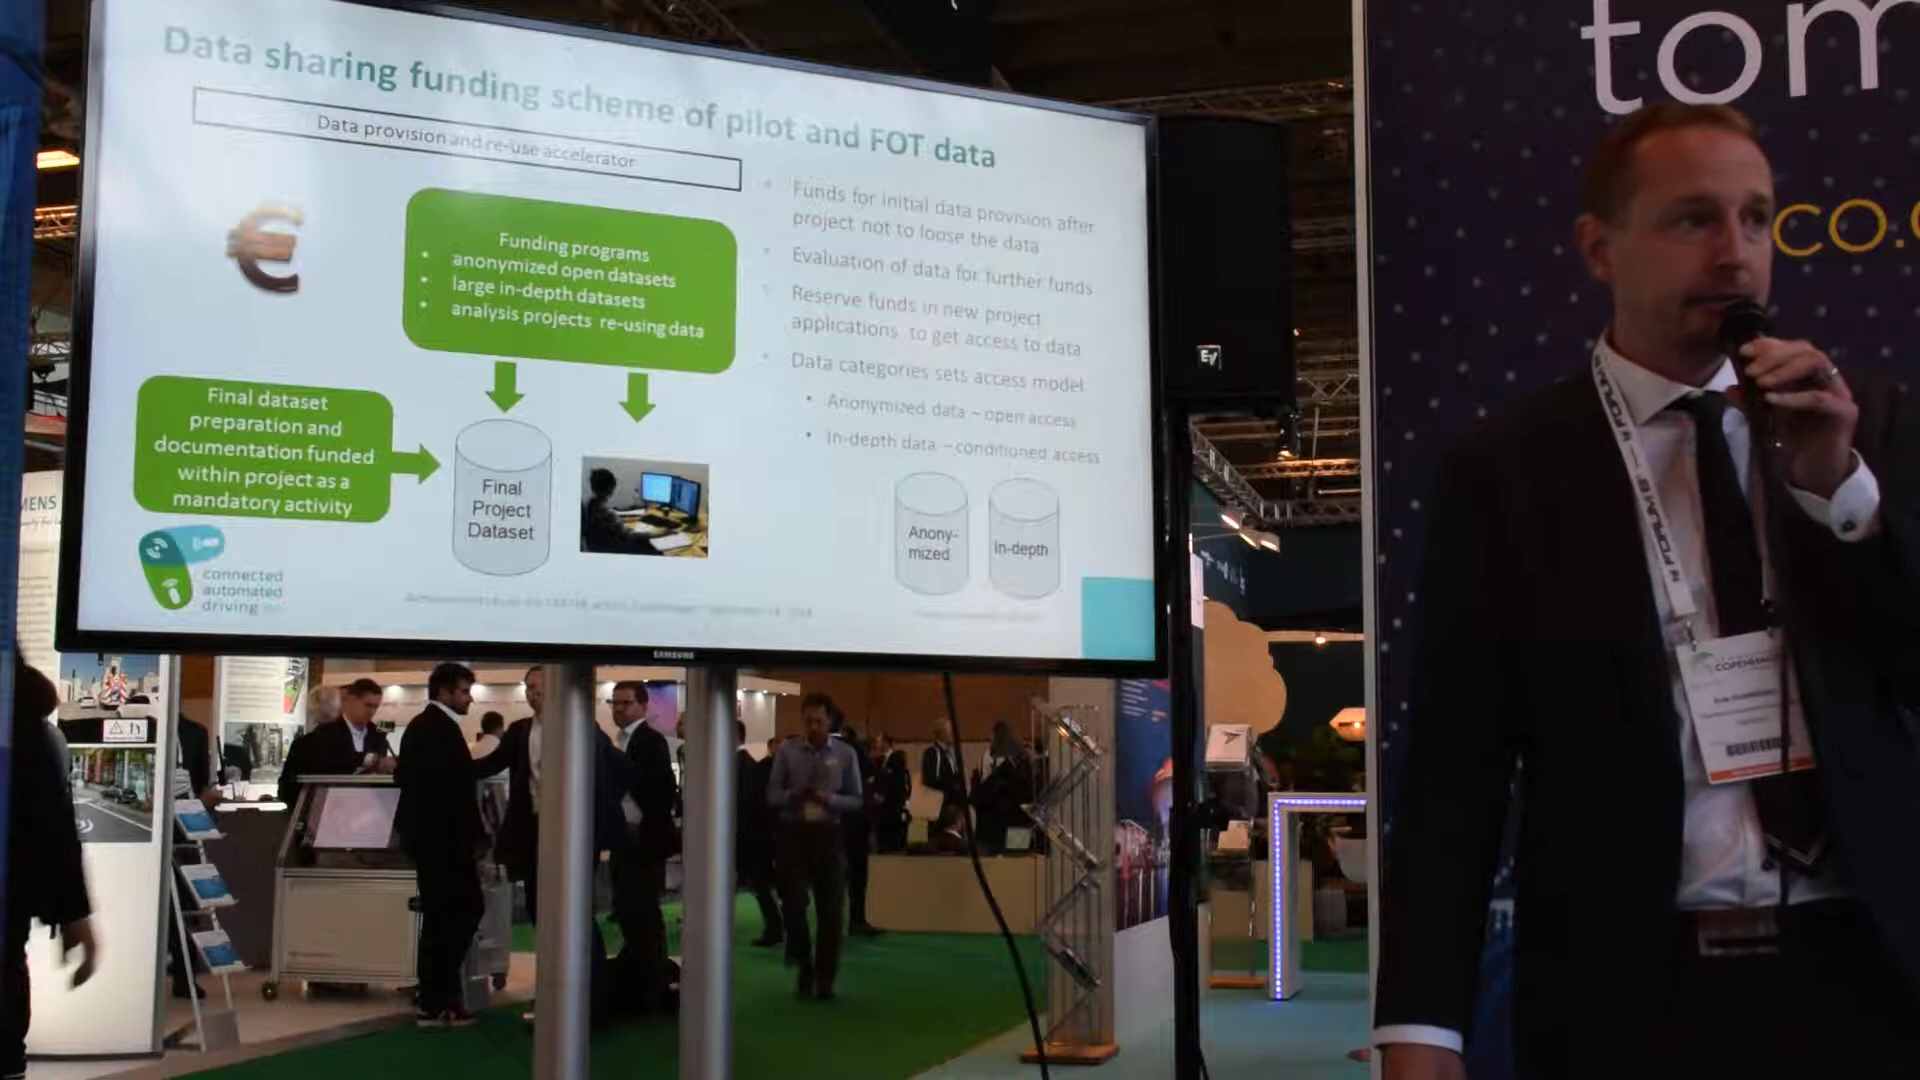 Data sharing funding scheme of pilot and FOT data
Data provision and re-use accelerator
€
Funding programs
• anonymized open datasets
• large in-depth datasets
• analysis projects re-using data
Final dataset
preparation and
documentation funded
within project as a
mandatory activity
Final
Project
Dataset
• Funds for initial data provision after
project not to loose the data
• Evaluation of data for further funds
• Reserve funds in new project
applications to get access to data
• Data categories sets access model
• Anonymized data – open access
• In-depth data – conditioned access
Anony-
mized
In-depth
connected
automated
driving
SAMSUNG
EV
tom
co.
COPENHAG
MENS